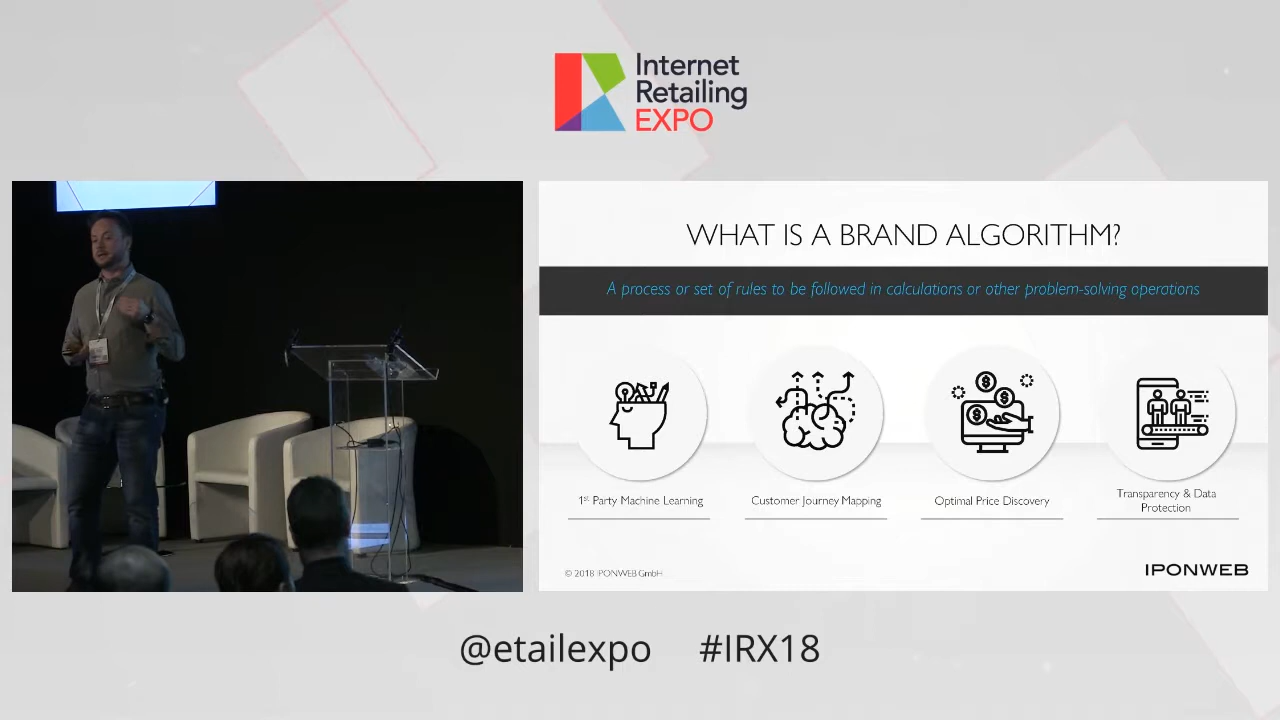 Internet
Retailing
EXPO
WHAT IS A BRAND ALGORITHM?
A process or set of rules to be followed in calculations or other problem-solving operations
1st Party Machine Learning
Customer Journey Mapping
Optimal Price Discovery
Transparency & Data
Protection
© 2018 IPONWEB GmbH
IPONWEB
@etailexpo #IRX18